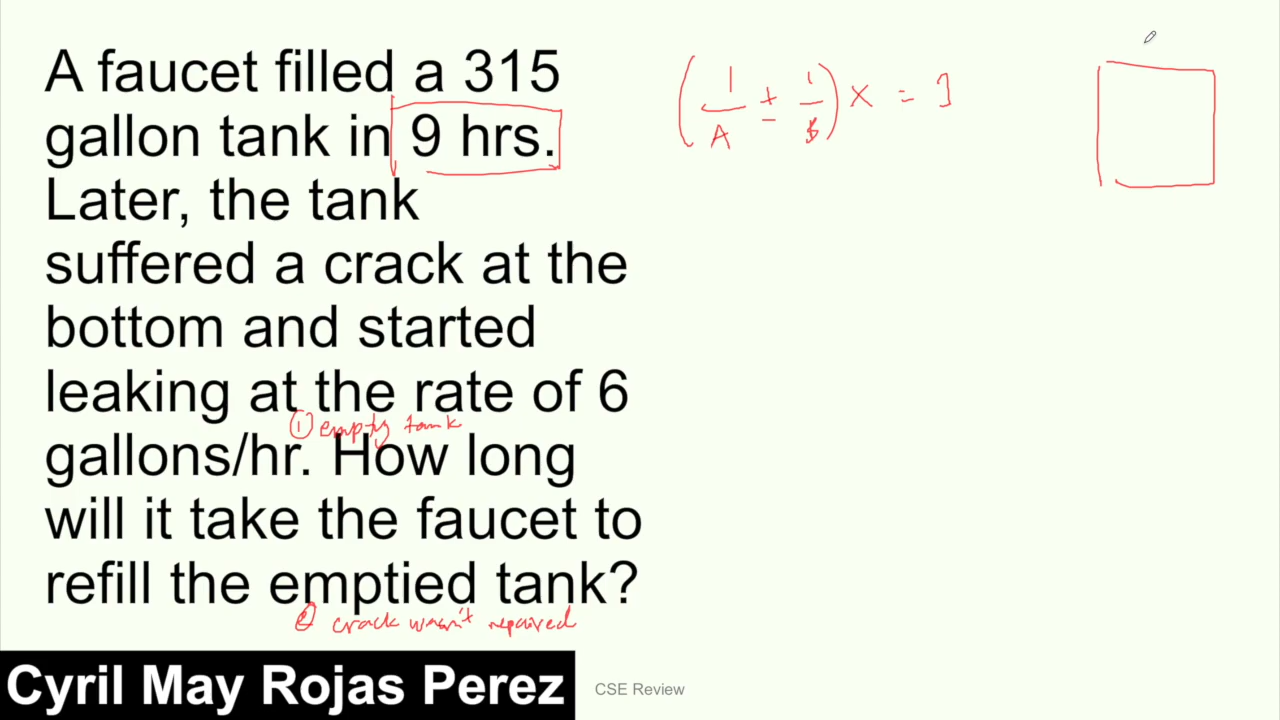 A faucet filled a 315
gallon tank in 9 hrs.
Later, the tank
suffered a crack at the
bottom and started
leaking at the rate of 6
① empty tank
gallons/hr. How long
will it take the faucet to
refill the emptied tank?
② crack wasn't repaired
(1/A ± 1/B) x = 1
Cyril May Rojas Perez
CSE Review